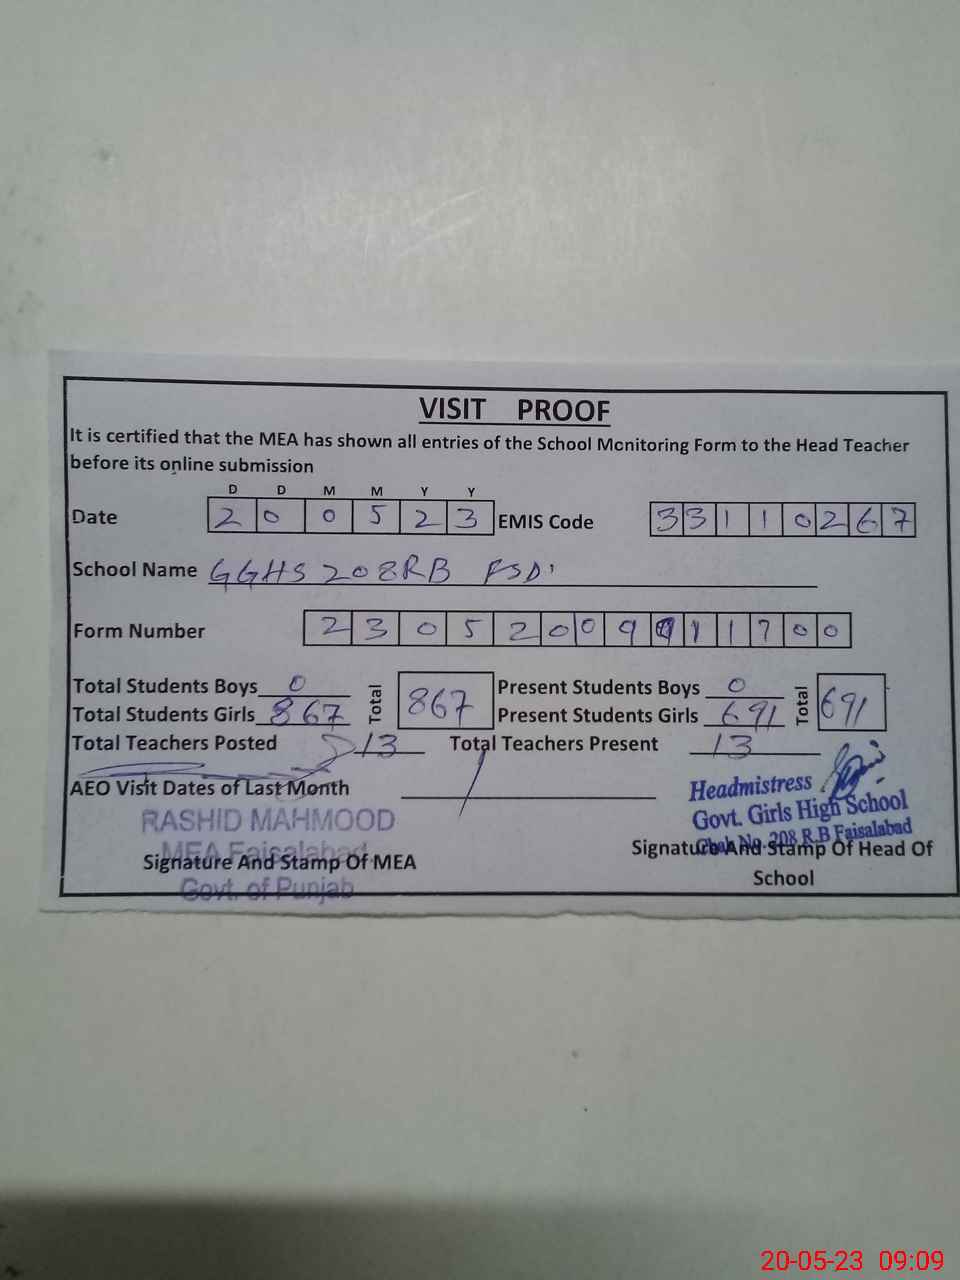 VISIT PROOF
It is certified that the MEA has shown all entries of the School Monitoring Form to the Head Teacher
before its online submission
D D M M Y Y
Date 2 0 0 5 2 3 EMIS Code 3 3 1 1 0 2 6 7
School Name GGHS 208RB FSD
Form Number 2 3 0 5 2 0 0 9 1 1 7 0 0
Total Students Boys 0 Total 867 Present Students Boys 0 Total 691
Total Students Girls 867 Present Students Girls 691
Total Teachers Posted 13 Total Teachers Present 13
AEO Visit Dates of Last Month
Headmistress
Govt. Girls High School
Chak No. 208 R.B Faisalabad
RASHID MAHMOOD
MEA Faisalabad
Govt. of Punjab
Signature And Stamp Of MEA
Signature And Stamp Of Head Of
School
20-05-23 09:09